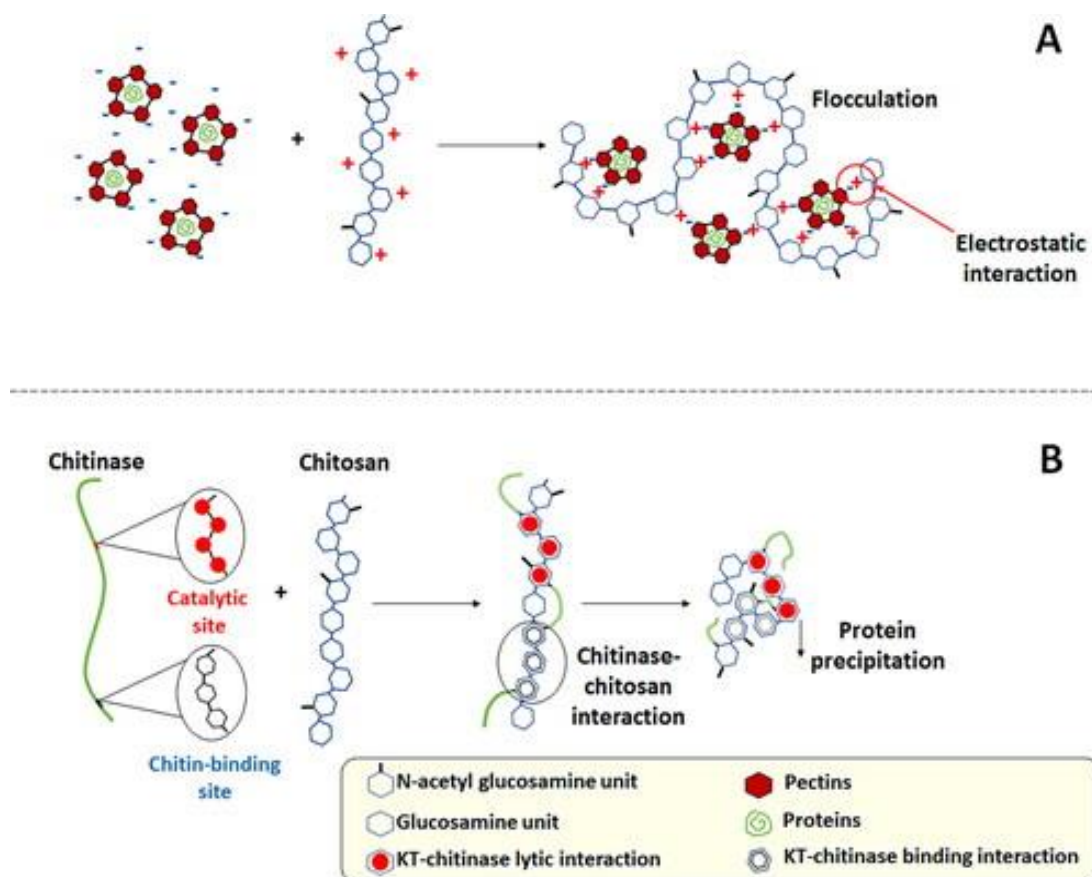 A
Flocculation
+
Electrostatic
interaction
B
Chitinase
Chitosan
+
Catalytic
site
Chitin-binding
site
Chitinase-
chitosan
interaction
Protein
precipitation
N-acetyl glucosamine unit
Pectins
Glucosamine unit
Proteins
KT-chitinase lytic interaction
KT-chitinase binding interaction